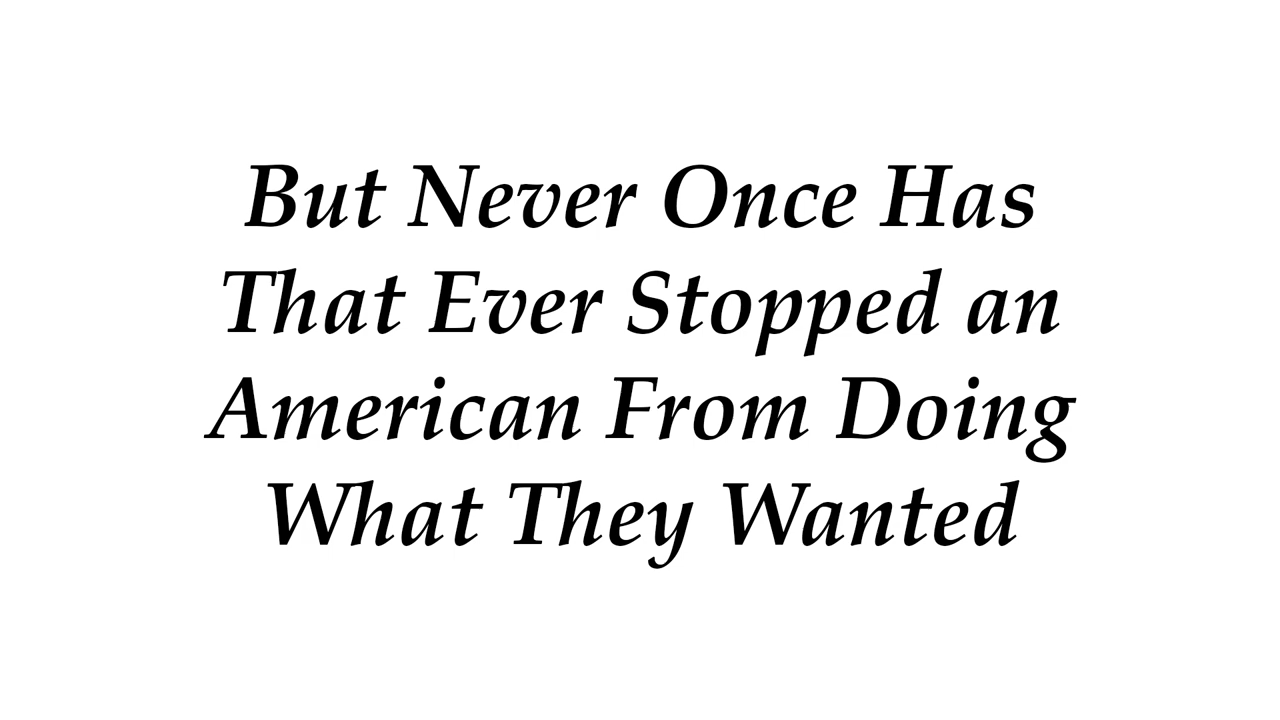 But Never Once Has
That Ever Stopped an
American From Doing
What They Wanted